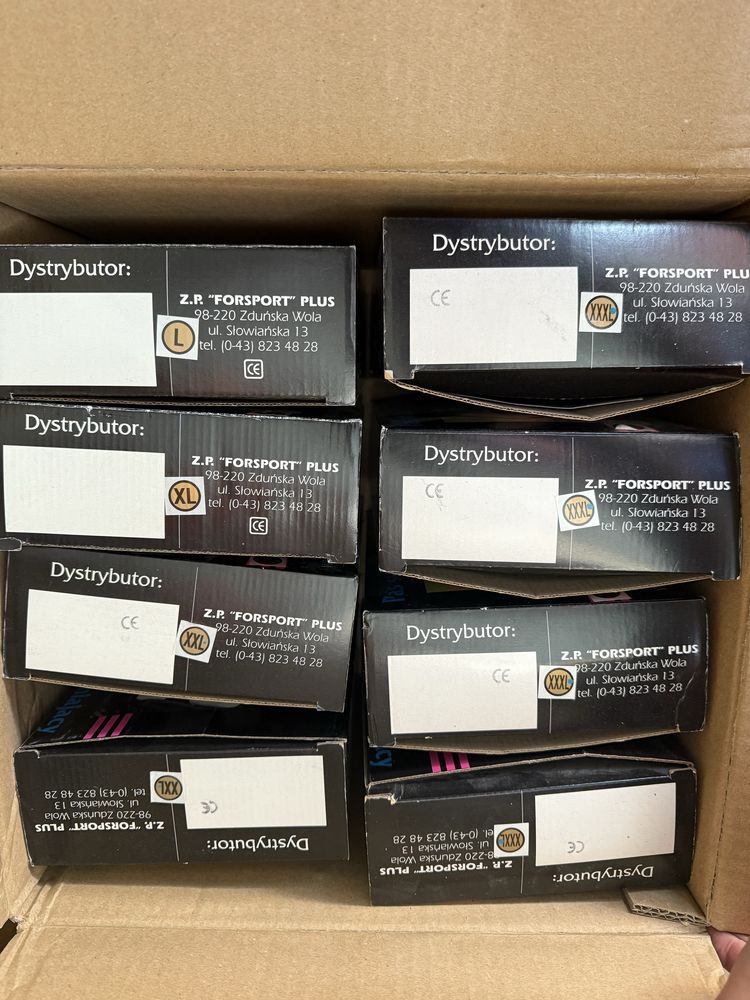 Dystrybutor:
Z.P. "FORSPORT" PLUS
98-220 Zduńska Wola
ul. Słowiańska 13
tel. (0-43) 823 48 28
L
CE
Dystrybutor:
CE
Z.P. "FORSPORT" PLUS
98-220 Zduńska Wola
ul. Słowiańska 13
tel. (0-43) 823 48 28
XXXL
Dystrybutor:
Z.P. "FORSPORT" PLUS
98-220 Zduńska Wola
ul. Słowiańska 13
tel. (0-43) 823 48 28
XL
CE
Dystrybutor:
CE
Z.P. "FORSPORT" PLUS
98-220 Zduńska Wola
ul. Słowiańska 13
tel. (0-43) 823 48 28
XXXL
Dystrybutor:
CE
Z.P. "FORSPORT" PLUS
98-220 Zduńska Wola
ul. Słowiańska 13
tel. (0-43) 823 48 28
XXL
Dystrybutor:
CE
Z.P. "FORSPORT" PLUS
98-220 Zduńska Wola
ul. Słowiańska 13
tel. (0-43) 823 48 28
XXXL
Dystrybutor:
CE
Z.P. "FORSPORT" PLUS
98-220 Zduńska Wola
ul. Słowiańska 13
tel. (0-43) 823 48 28
XXL
Dystrybutor:
CE
Z.P. "FORSPORT" PLUS
98-220 Zduńska Wola
ul. Słowiańska 13
tel. (0-43) 823 48 28
XXXL